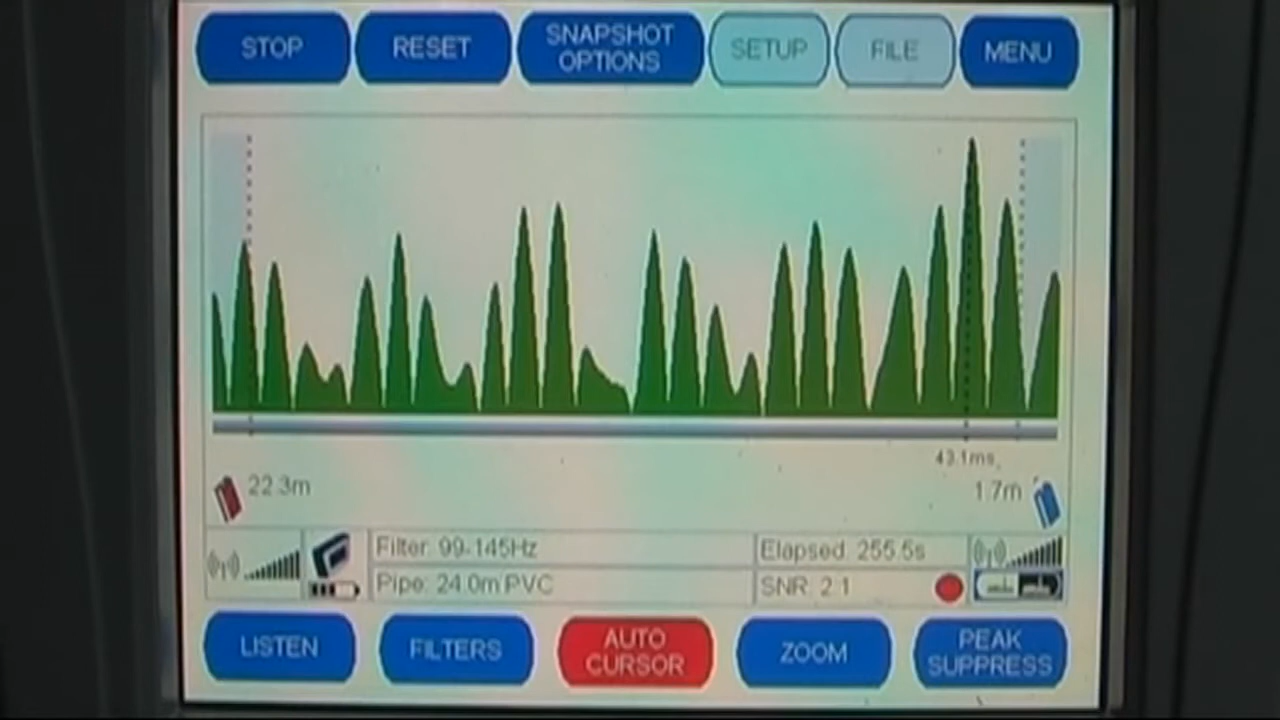 STOP
RESET
SNAPSHOT
OPTIONS
SETUP
FILE
MENU
43.1ms
22.3m
1.7m
Filter: 99-145Hz
Elapsed: 255.5s
Pipe: 24.0m PVC
SNR: 2.1
LISTEN
FILTERS
AUTO
CURSOR
ZOOM
PEAK
SUPPRESS